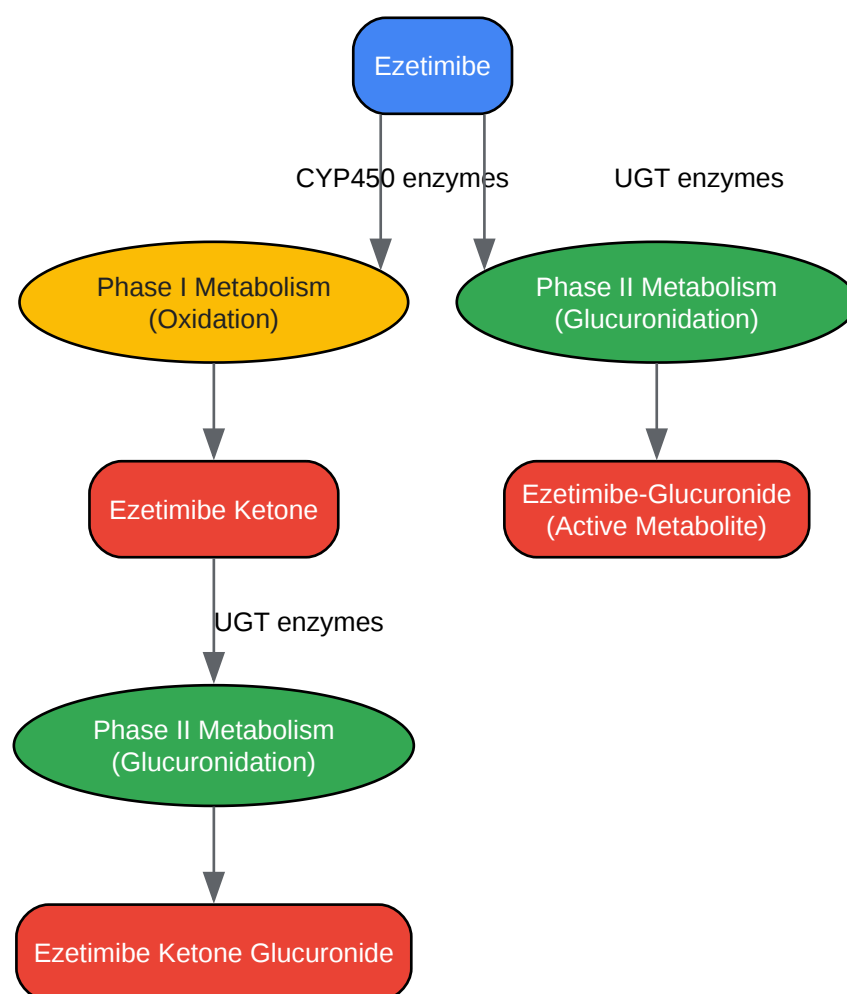 Ezetimibe
CYP450 enzymes
UGT enzymes
Phase I Metabolism
(Oxidation)
Phase II Metabolism
(Glucuronidation)
Ezetimibe Ketone
Ezetimibe-Glucuronide
(Active Metabolite)
UGT enzymes
Phase II Metabolism
(Glucuronidation)
Ezetimibe Ketone Glucuronide